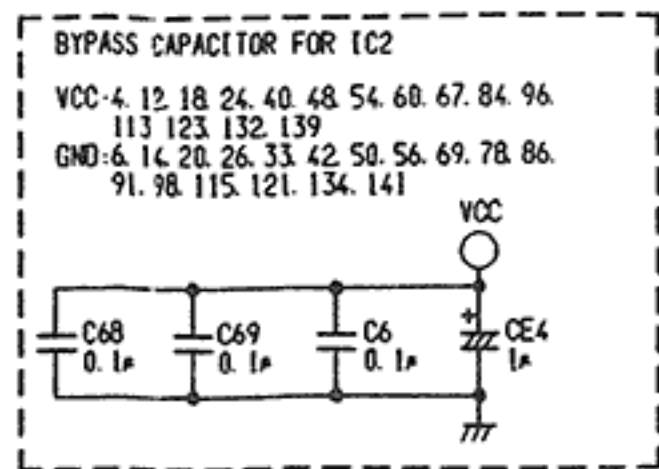 BYPASS CAPACITOR FOR IC2
VCC:4. 12. 18. 24. 40. 48. 54. 60. 67. 84. 96.
113. 123. 132. 139
GND:6. 14. 20. 26. 33. 42. 50. 56. 69. 78. 86.
91. 98. 115. 121. 134. 141
VCC
C68
0.1μ
C69
0.1μ
C6
0.1μ
+
CE4
1μ